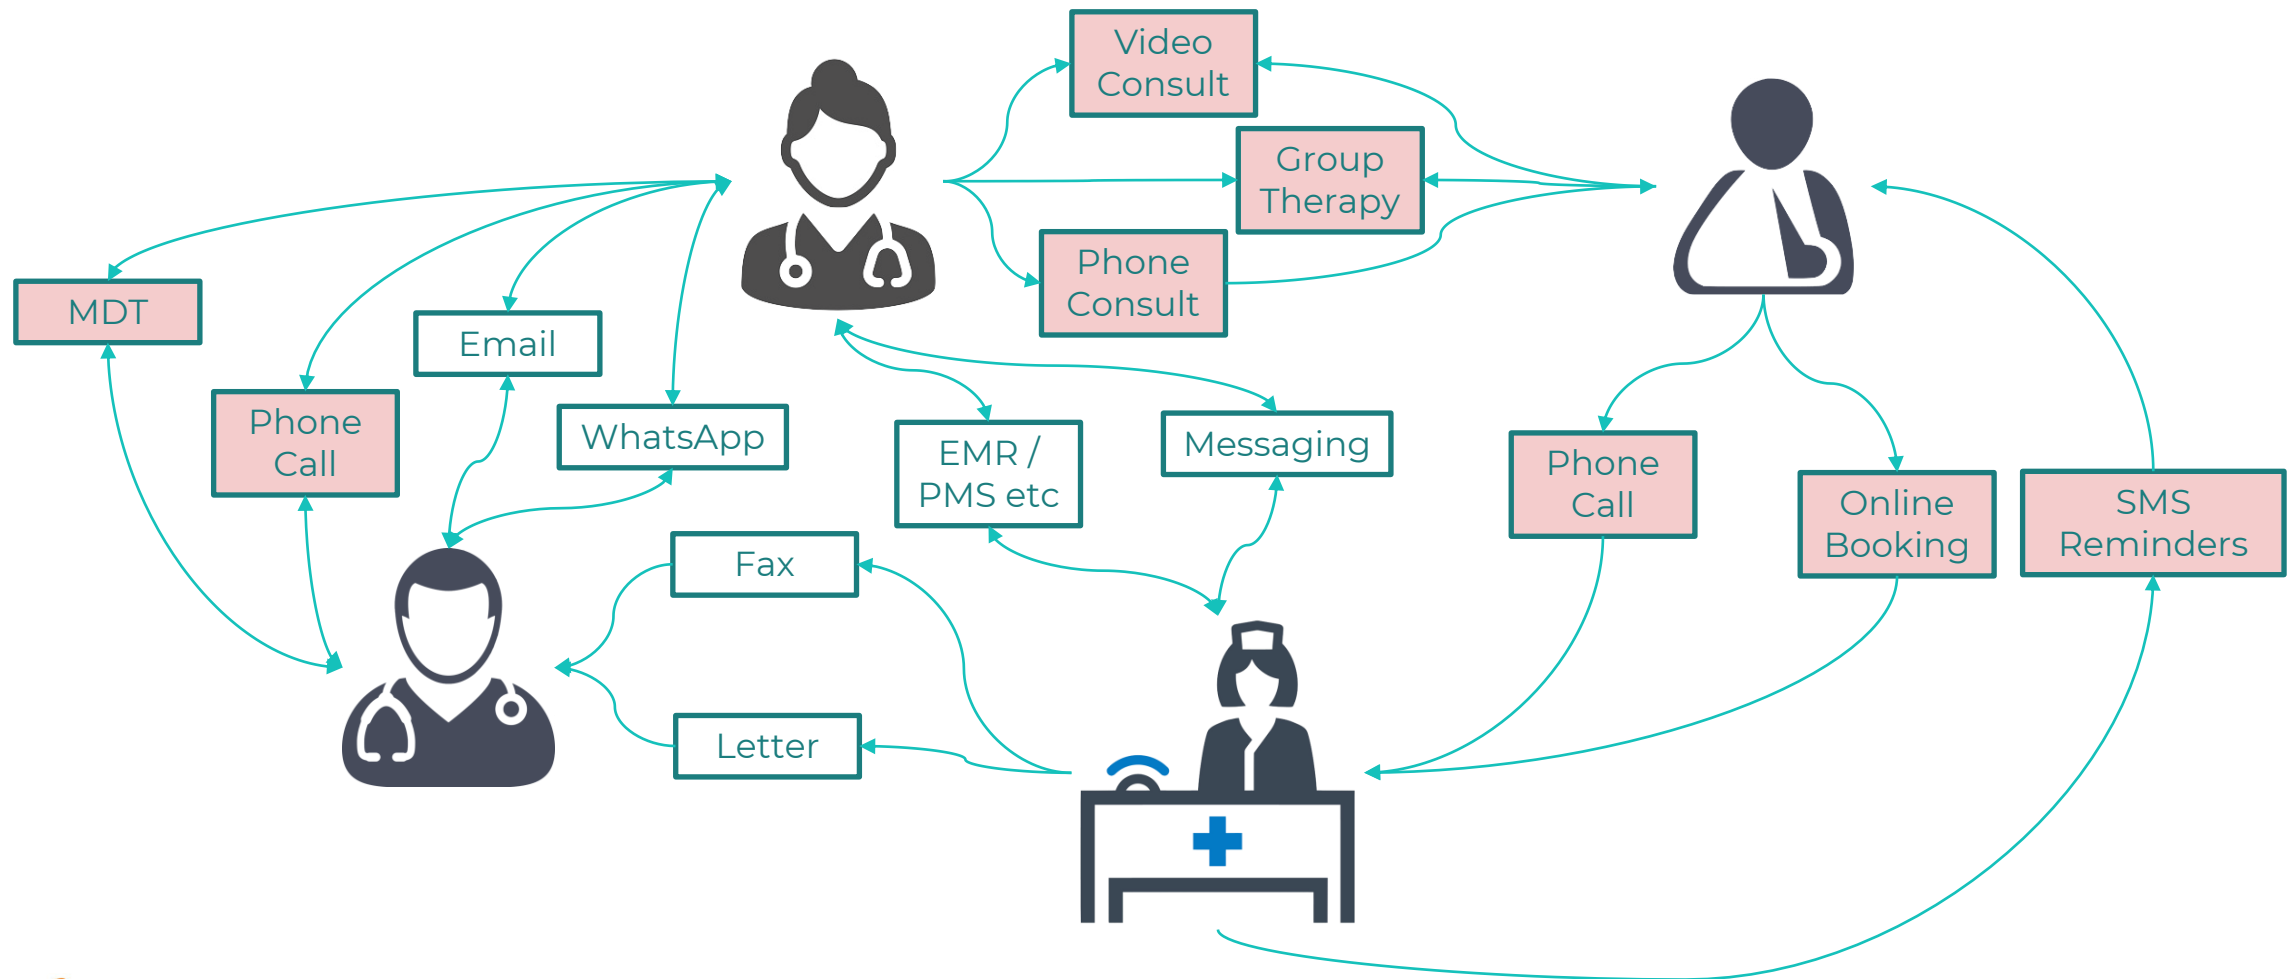 Video
Consult
Group
Therapy
Phone
Consult
MDT
Email
Phone
Call
WhatsApp
EMR /
PMS etc
Messaging
Phone
Call
Online
Booking
SMS
Reminders
Fax
Letter